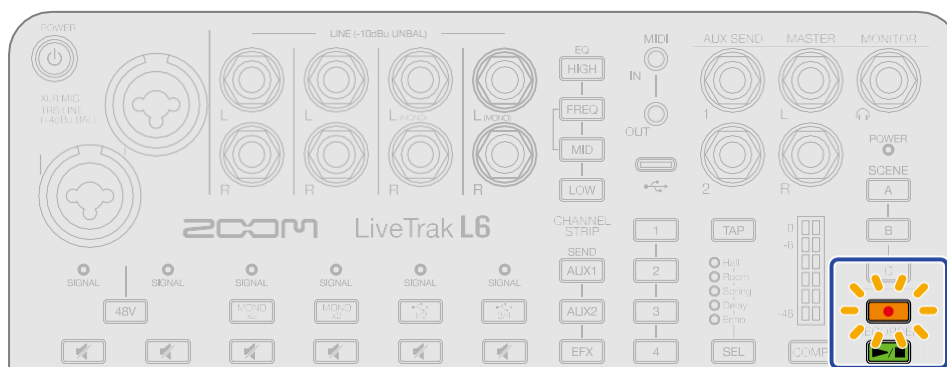 POWER
LINE (-10dBu UNBAL)
EQ
MIDI
AUX SEND
MASTER
MONITOR
HIGH
IN
XLR MIC
TRS LINE
(+4dBu BAL)
FREQ
L
L
L (MONO)
L (MONO)
OUT
1
L
MID
POWER
SCENE
R
R
R
R
LOW
2
R
A
ZOOM
LiveTrak L6
CHANNEL
STRIP
1
TAP
0
-6
B
SEND
SIGNAL
SIGNAL
SIGNAL
SIGNAL
SIGNAL
SIGNAL
AUX1
2
Hall
Room
Spring
Delay
Echo
C
48V
MONO
x2
MONO
x2
1/2
3/4
AUX2
3
-48
EFX
4
SEL
COMP